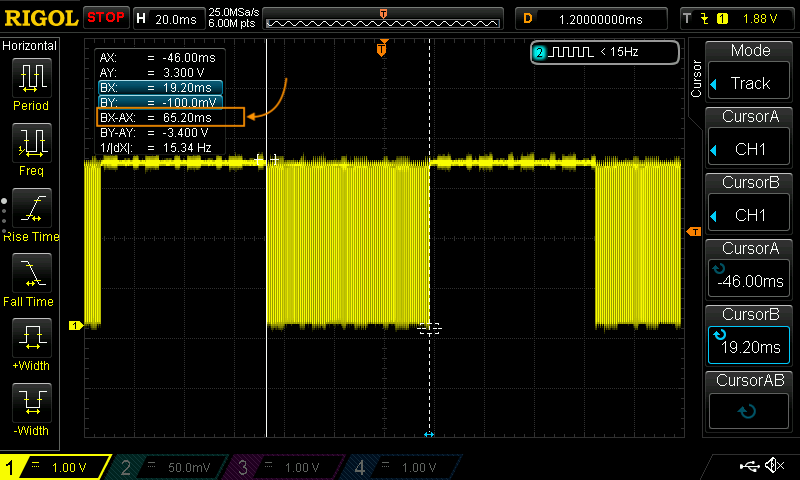 RIGOL STOP H 20.0ms 25.0MSa/s 6.00M pts T D 1.20000000ms T 1 1.88 V
Horizontal
Period
Freq
Rise Time
Fall Time
+Width
-Width
T
AX: = -46.00ms
AY: = 3.300 V
BX: = 19.20ms
BY: = -100.0mV
BX-AX: = 65.20ms
BY-AY: = -3.400 V
1/|dX|: = 15.34 Hz
2 < 15Hz
T
1
Cursor
Mode
Track
CursorA
CH1
CursorB
CH1
CursorA
-46.00ms
CursorB
19.20ms
CursorAB
1 = 1.00 V 2 = 50.0mV 3 = 1.00 V 4 = 1.00 V